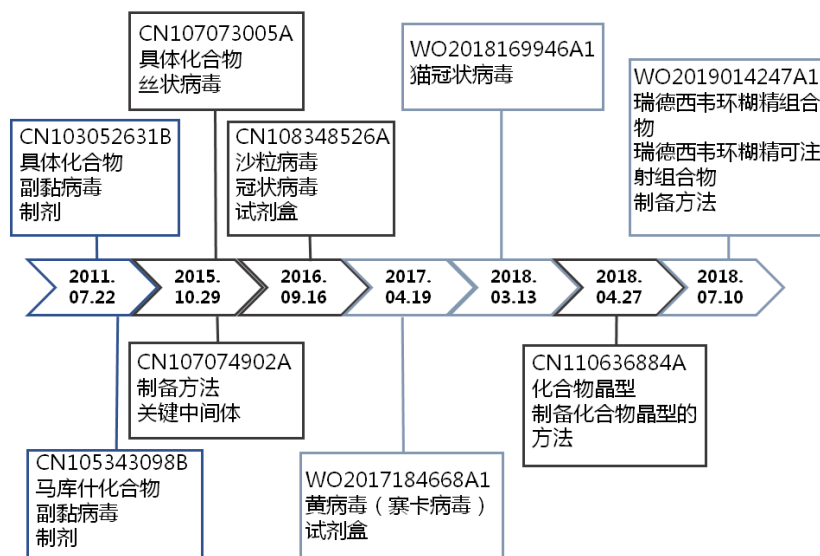 CN107073005A
具体化合物
丝状病毒
WO2018169946A1
猫冠状病毒
WO2019014247A1
瑞德西韦环糊精组合
物
瑞德西韦环糊精可注
射组合物
制备方法
CN103052631B
具体化合物
副黏病毒
制剂
CN108348526A
沙粒病毒
冠状病毒
试剂盒
2011.
07.22
2015.
10.29
2016.
09.16
2017.
04.19
2018.
03.13
2018.
04.27
2018.
07.10
CN107074902A
制备方法
关键中间体
CN110636884A
化合物晶型
制备化合物晶型的
方法
CN105343098B
马库什化合物
副黏病毒
制剂
WO2017184668A1
黄病毒（寨卡病毒）
试剂盒